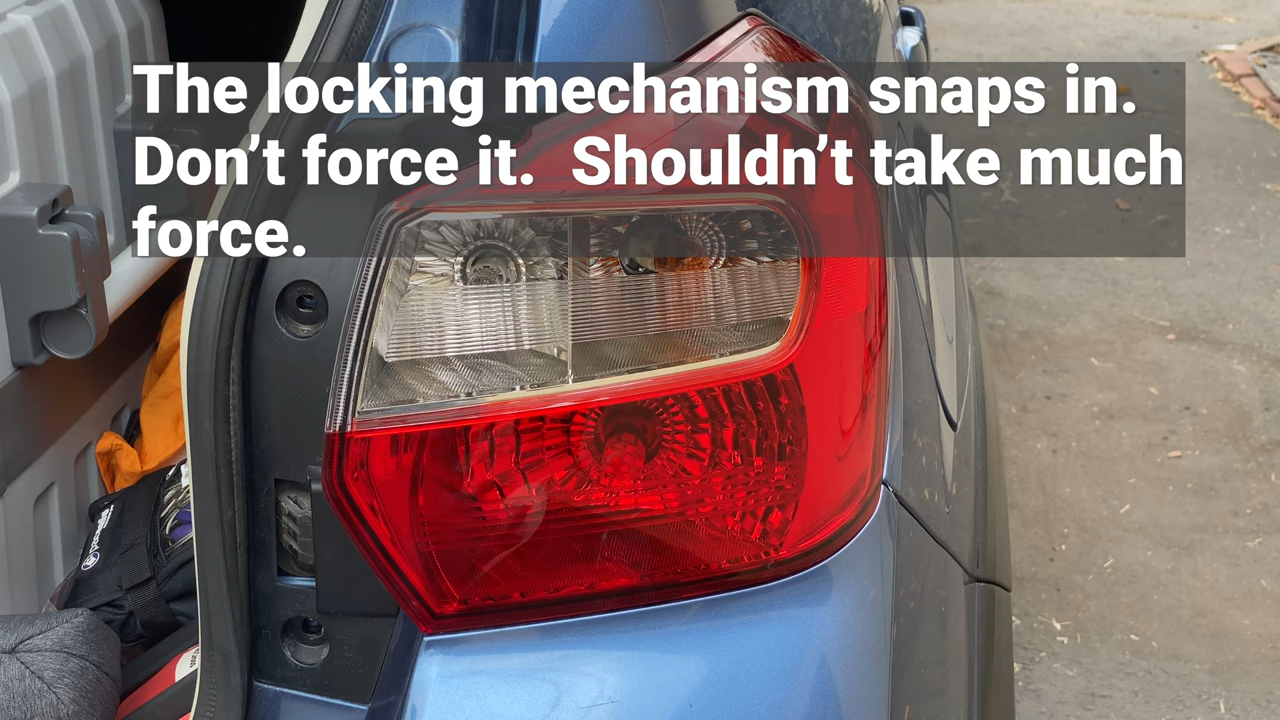 The locking mechanism snaps in.
Don’t force it.  Shouldn’t take much
force.